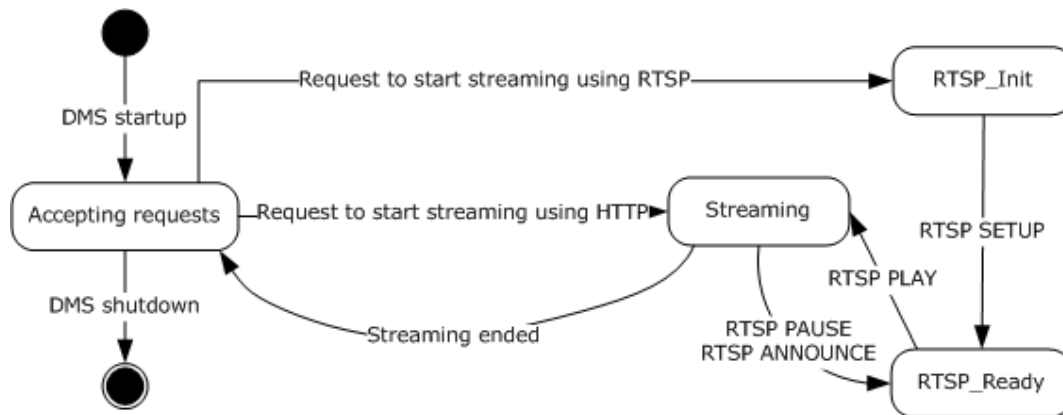 Request to start streaming using RTSP
RTSP_Init
DMS startup
Accepting requests
Request to start streaming using HTTP
Streaming
RTSP SETUP
RTSP PLAY
DMS shutdown
Streaming ended
RTSP PAUSE
RTSP ANNOUNCE
RTSP_Ready